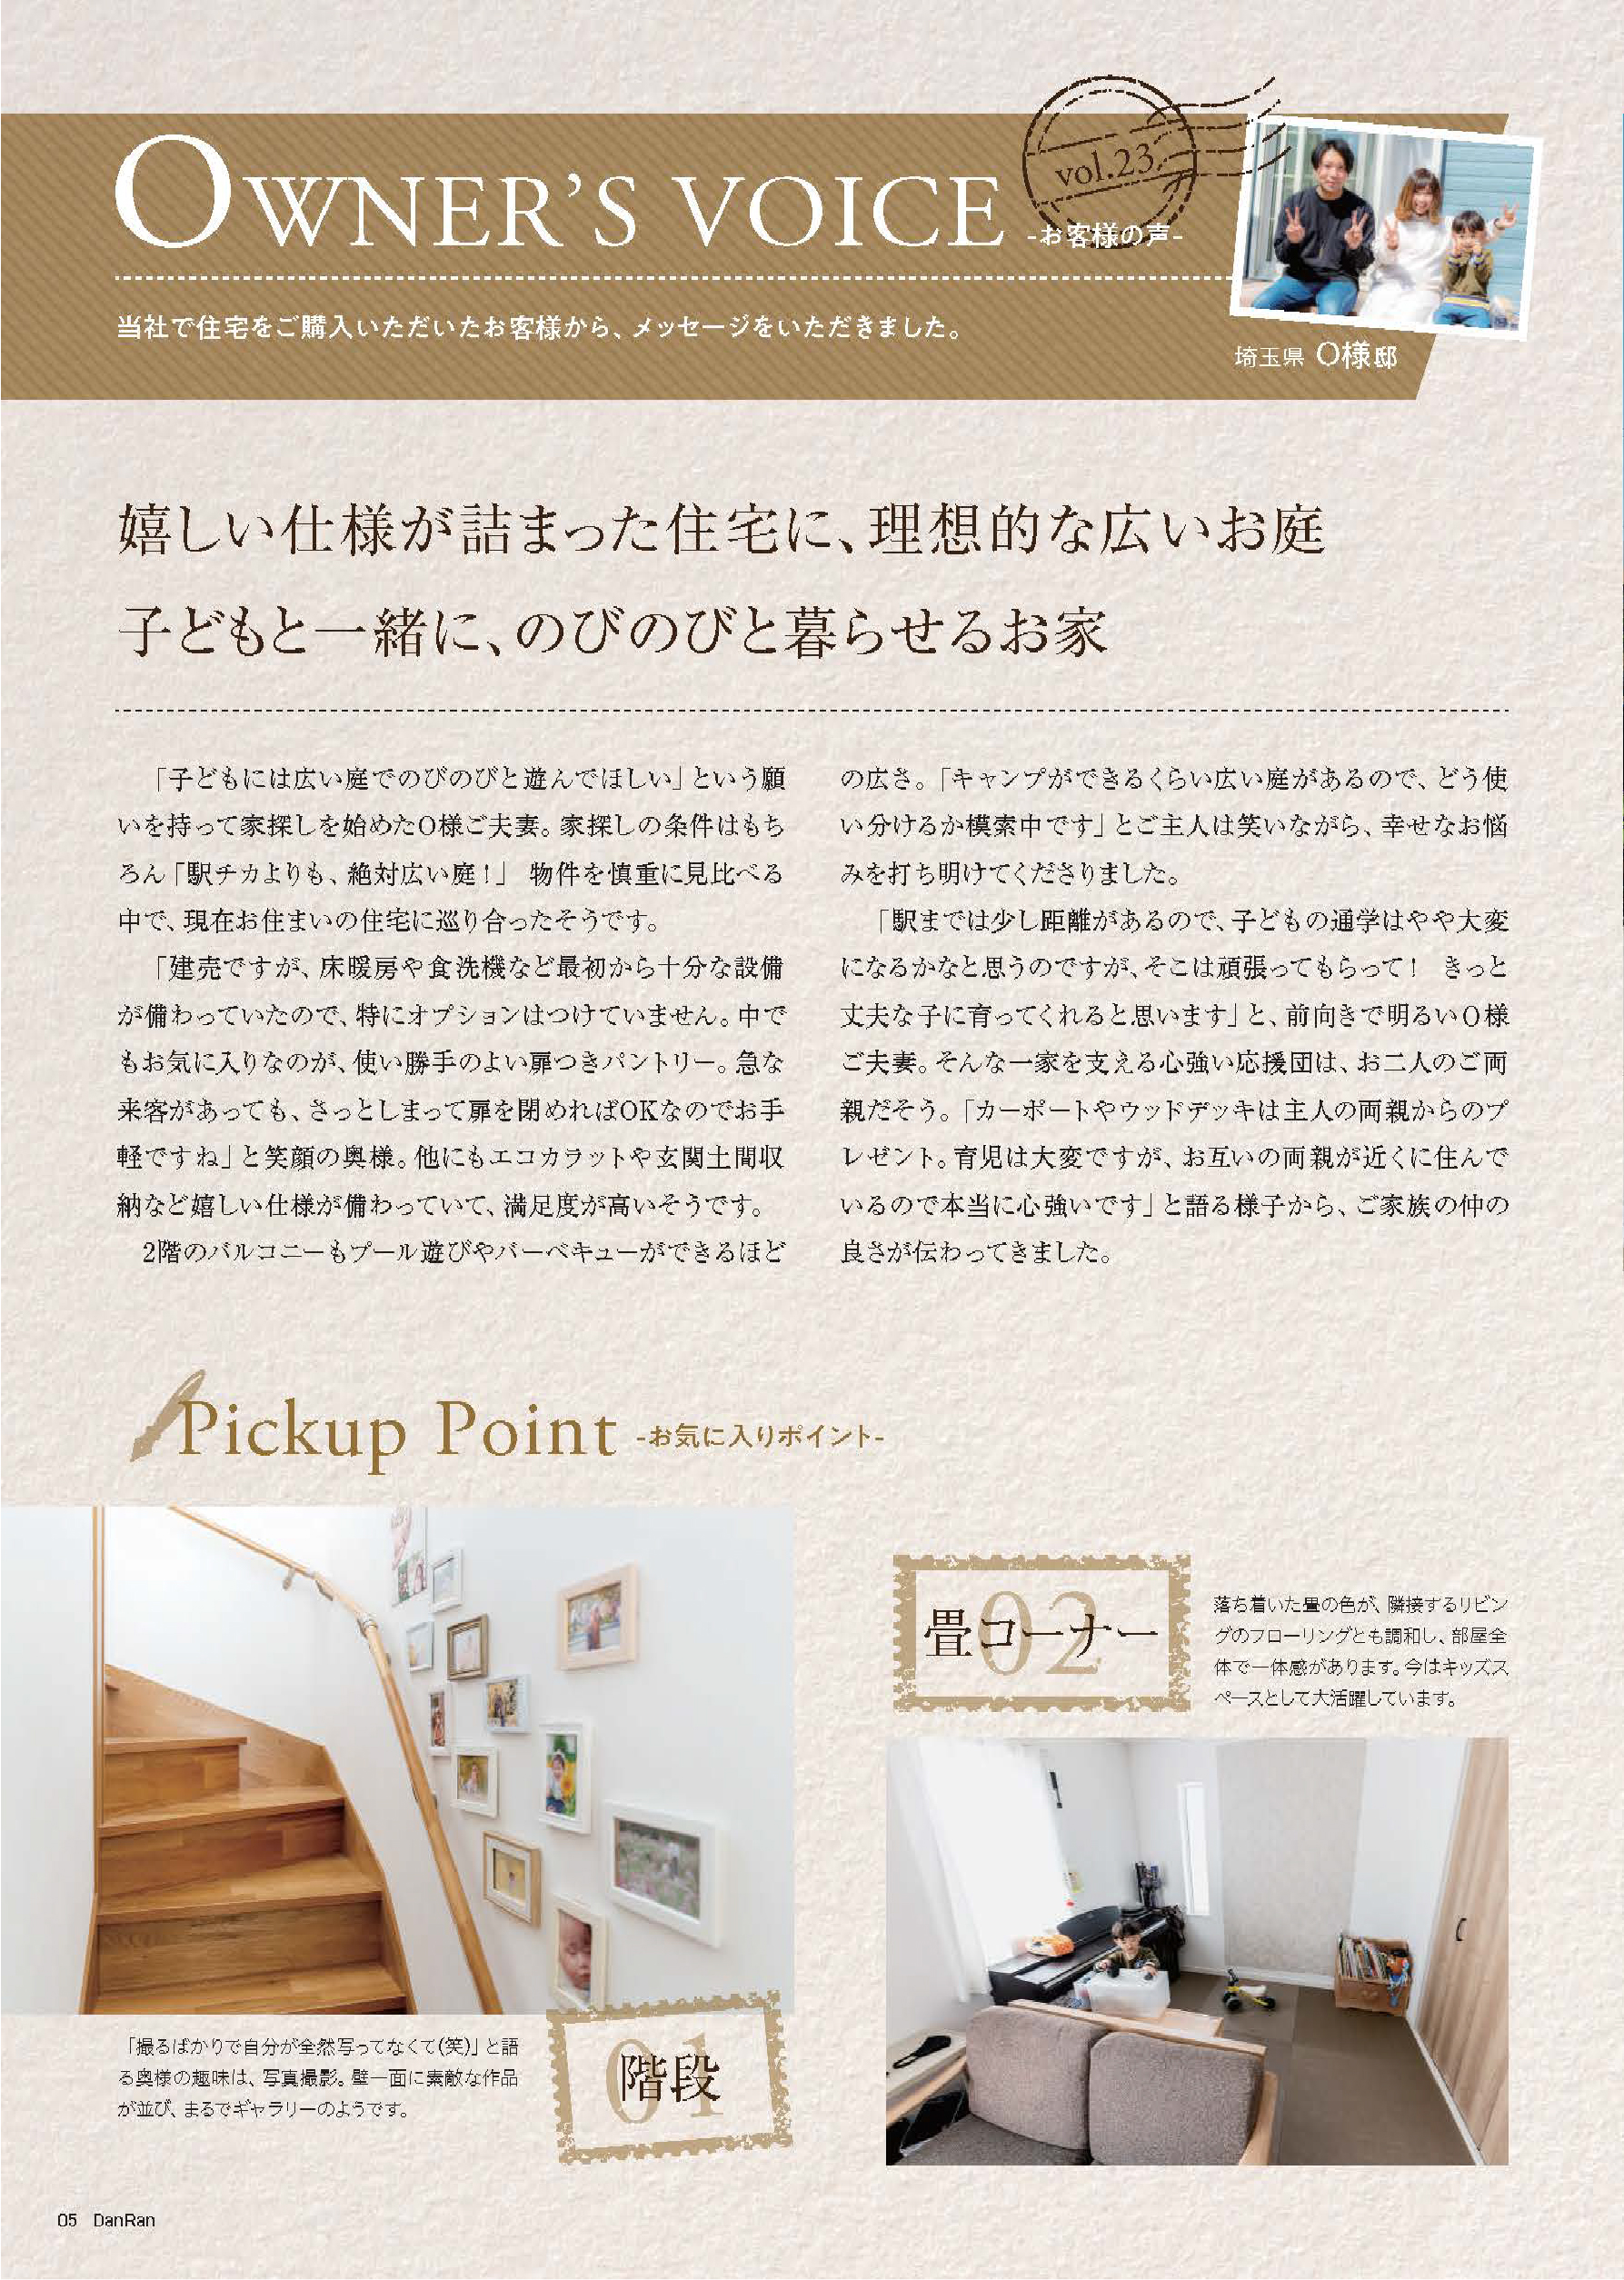 OWNER'S VOICE
vol.23
-お客様の声-
当社で住宅をご購入いただいたお客様から、メッセージをいただきました。
埼玉県 O様邸
嬉しい仕様が詰まった住宅に、理想的な広いお庭
子どもと一緒に、のびのびと暮らせるお家
「子どもには広い庭でのびのびと遊んでほしい」という願
いを持って家探しを始めたO様ご夫妻。家探しの条件はもち
ろん「駅チカよりも、絶対広い庭！」 物件を慎重に見比べる
中で、現在お住まいの住宅に巡り合ったそうです。
「建売ですが、床暖房や食洗機など最初から十分な設備
が備わっていたので、特にオプションはつけていません。中で
もお気に入りなのが、使い勝手のよい扉つきパントリー。急な
来客があっても、さっとしまって扉を閉めればOKなのでお手
軽ですね」と笑顔の奥様。他にもエコカラットや玄関土間収
納など嬉しい仕様が備わっていて、満足度が高いそうです。
2階のバルコニーもプール遊びやバーベキューができるほど
の広さ。「キャンプができるくらい広い庭があるので、どう使
い分けるか模索中です」とご主人は笑いながら、幸せなお悩
みを打ち明けてくださりました。
「駅までは少し距離があるので、子どもの通学はやや大変
になるかなと思うのですが、そこは頑張ってもらって！ きっと
丈夫な子に育ってくれると思います」と、前向きで明るいO様
ご夫妻。そんな一家を支える心強い応援団は、お二人のご両
親だそう。「カーポートやウッドデッキは主人の両親からのプ
レゼント。育児は大変ですが、お互いの両親が近くに住んで
いるので本当に心強いです」と語る様子から、ご家族の仲の
良さが伝わってきました。
Pickup Point -お気に入りポイント-
02
畳コーナー
落ち着いた畳の色が、隣接するリビン
グのフローリングとも調和し、部屋全
体で一体感があります。今はキッズス
ペースとして大活躍しています。
01
階段
「撮るばかりで自分が全然写ってなくて(笑)」と語
る奥様の趣味は、写真撮影。壁一面に素敵な作品
が並び、まるでギャラリーのようです。
05 DanRan